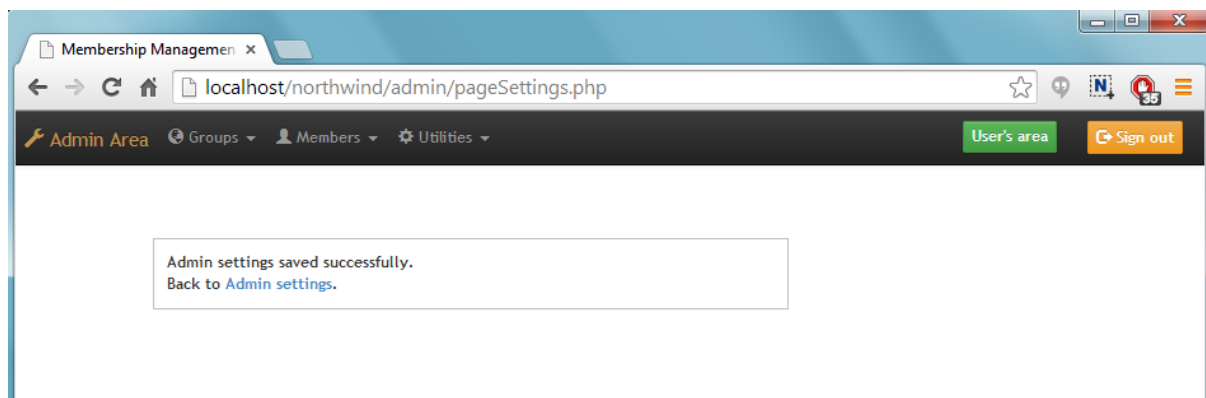 Membership Managemen
localhost/northwind/admin/pageSettings.php
35
Admin Area Groups Members Utilities User's area Sign out
Admin settings saved successfully.
Back to Admin settings.